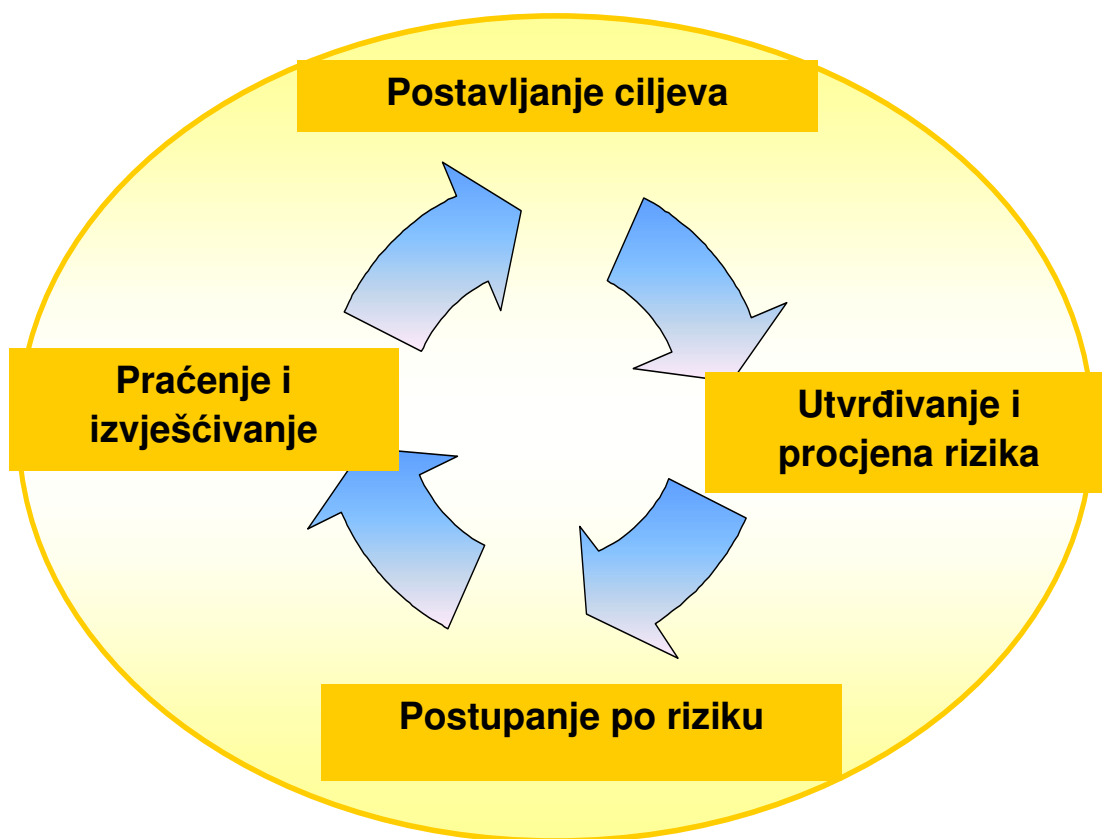 Postavljanje ciljeva
Praćenje i
izvješćivanje
Utvrđivanje i
procjena rizika
Postupanje po riziku